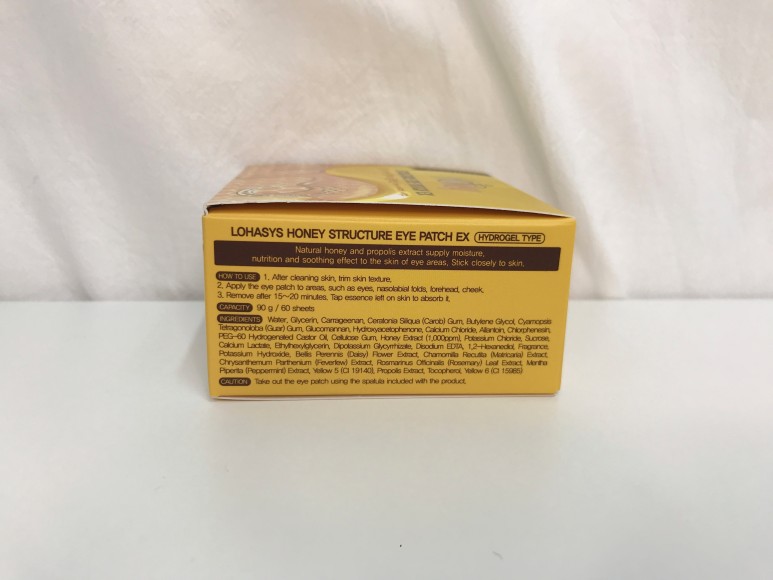 LOHASYS HONEY STRUCTURE EYE PATCH EX (HYDROGEL TYPE)
Natural honey and propolis extract supply moisture,
nutrition and soothing effect to the skin of eye areas, Stick closely to skin.
HOW TO USE 1. After cleaning skin, trim skin texture.
2. Apply the eye patch to areas, such as eyes, nasolabial folds, forehead, cheek.
3. Remove after 15~20 minutes. Tap essence left on skin to absorb it.
CAPACITY 90 g / 60 sheets
INGREDIENTS Water, Glycerin, Carrageenan, Ceratonia Siliqua (Carob) Gum, Butylene Glycol, Cyamopsis
Tetragonoloba (Guar) Gum, Glucomannan, Hydroxyacetophenone, Calcium Chloride, Allantoin, Chlorphenesin,
PEG-60 Hydrogenated Castor Oil, Cellulose Gum, Honey Extract (1,000ppm), Potassium Chloride, Sucrose,
Calcium Lactate, Ethylhexylglycerin, Dipotassium Glycyrrhizate, Disodium EDTA, 1,2-Hexanediol, Fragrance,
Potassium Hydroxide, Bellis Perennis (Daisy) Flower Extract, Chamomilla Recutita (Matricaria) Extract,
Chrysanthemum Parthenium (Feverfew) Extract, Rosmarinus Officinalis (Rosemary) Leaf Extract, Mentha
Piperita (Peppermint) Extract, Yellow 5 (CI 19140), Propolis Extract, Tocopherol, Yellow 6 (CI 15985)
CAUTION Take out the eye patch using the spatula included with the product.